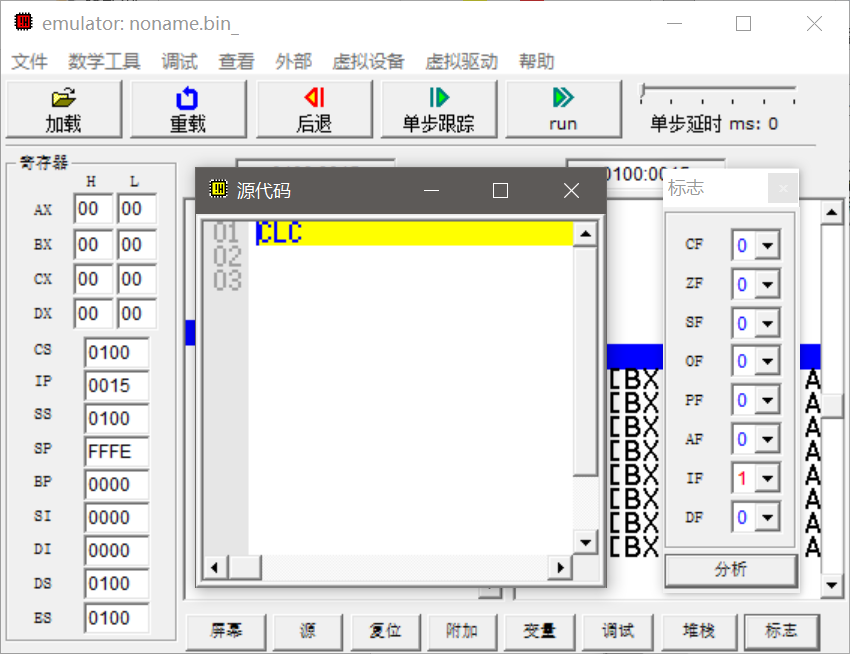 emulator: noname.bin_
文件 数学工具 调试 查看 外部 虚拟设备 虚拟驱动 帮助
加载 重载 后退 单步跟踪 run 单步延时 ms: 0
寄存器
H L
AX 00 00
BX 00 00
CX 00 00
DX 00 00
CS 0100
IP 0015
SS 0100
SP FFFE
BP 0000
SI 0000
DI 0000
DS 0100
ES 0100
源代码
01 CLC
02
03
标志
CF 0
ZF 0
SF 0
OF 0
PF 0
AF 0
IF 1
DF 0
分析
[BX A
[BX A
[BX A
[BX A
[BX A
[BX A
[BX A
[BX A
屏幕 源 复位 附加 变量 调试 堆栈 标志